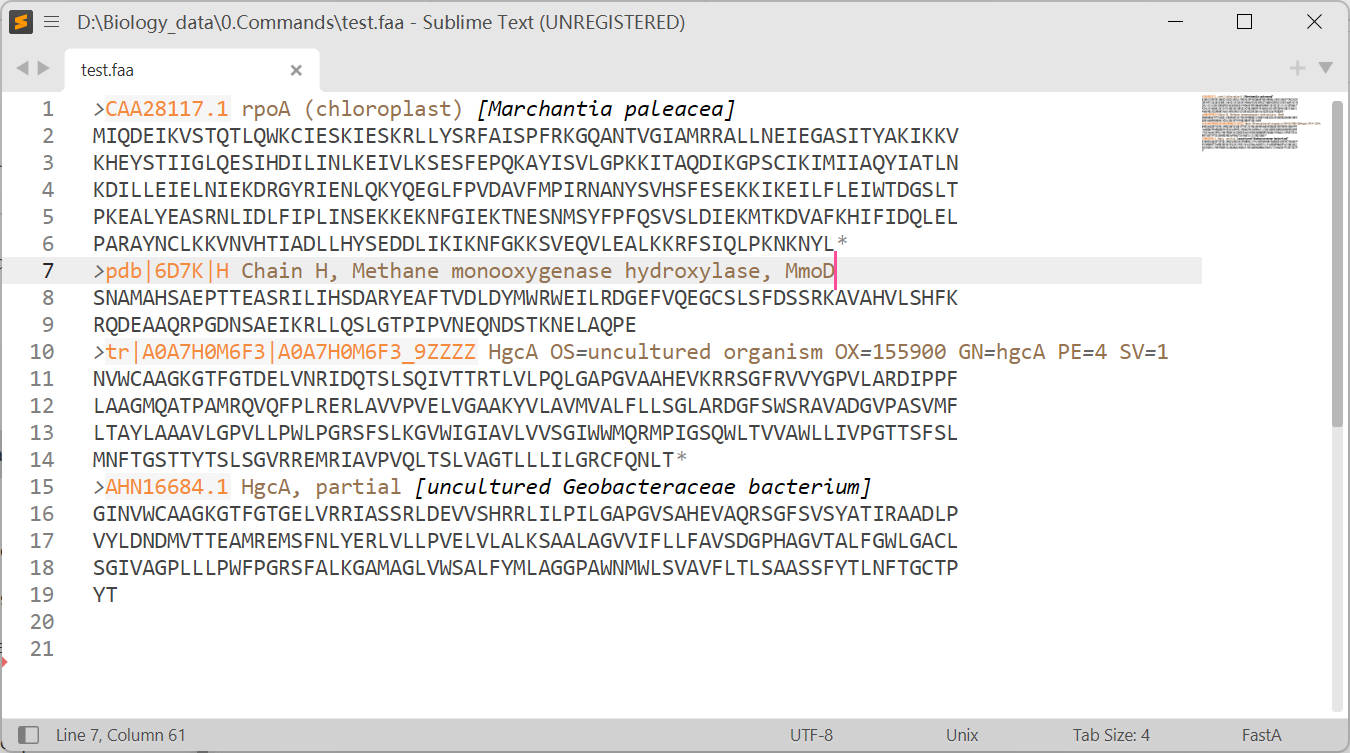 D:\Biology_data\0.Commands\test.faa - Sublime Text (UNREGISTERED)
test.faa
1 >CAA28117.1 rpoA (chloroplast) [Marchantia paleacea]
2 MIQDEIKVSTQTLQWKCIESKIESKRLLYSRFAISPFRKGQANTVGIAMRRALLNEIEGASITYAKIKKV
3 KHEYSTIIGLQESIHDILINLKEIVLKSESFEPQKAYISVLGPKKITAQDIKGPSCIKIMIIAQYIATLN
4 KDILLEIELNIEKDRGYRIENLQKYQEGLFPVDAVFMPIRNANYSVHSFESEKKIKEILFLEIWTDGSLT
5 PKEALYEASRNLIDLFIPLINSEKKEKNFGIEKTNESNMSYFPFQSVSLDIEKMTKDVAFKHIFIDQLEL
6 PARAYNCLKKVNVHTIADLLHYSEDDLIKIKNFGKKSVEQVLEALKKRFSIQLPKNKNYL*
7 >pdb|6D7K|H Chain H, Methane monooxygenase hydroxylase, MmoD
8 SNAMAHSAEPTTEASRILIHSDARYEAFTVDLDYMWRWEILRDGEFVQEGCSLSFDSSRKAVAHVLSHFK
9 RQDEAAQRPGDNSAEIKRLLQSLGTPIPVNEQNDSTKNELAQPE
10 >tr|A0A7H0M6F3|A0A7H0M6F3_9ZZZZ HgcA OS=uncultured organism OX=155900 GN=hgcA PE=4 SV=1
11 NVWCAAGKGTFGTDELVNRIDQTSLSQIVTTRTLVLPQLGAPGVAAHEVKRRSGFRVVYGPVLARDIPPF
12 LAAGMQATPAMRQVQFPLRERLAVVPVELVGAAKYVLAVMVALFLLSGLARDGFSWSRAVADGVPASVMF
13 LTAYLAAAVLGPVLLPWLPGRSFSLKGVWIGIAVLVVSGIWWMQRMPIGSQWLTVVAWLLIVPGTTSFSL
14 MNFTGSTTYTSLSGVRREMRIAVPVQLTSLVAGTLLLILGRCFQNLT*
15 >AHN16684.1 HgcA, partial [uncultured Geobacteraceae bacterium]
16 GINVWCAAGKGTFGTGELVRRIASSRLDEVVSHRRLILPILGAPGVSAHEVAQRSGFSVSYATIRAADLP
17 VYLDNDMVTTEAMREMSFNLYERLVLLPVELVLALKSAALAGVVIFLLFAVSDGPHAGVTALFGWLGACL
18 SGIVAGPLLLPWFPGRSFALKGAMAGLVWSALFYMLAGGPAWNMWLSVAVFLTLSAASSFYTLNFTGCTP
19 YT
20
21
Line 7, Column 61 UTF-8 Unix Tab Size: 4 FastA